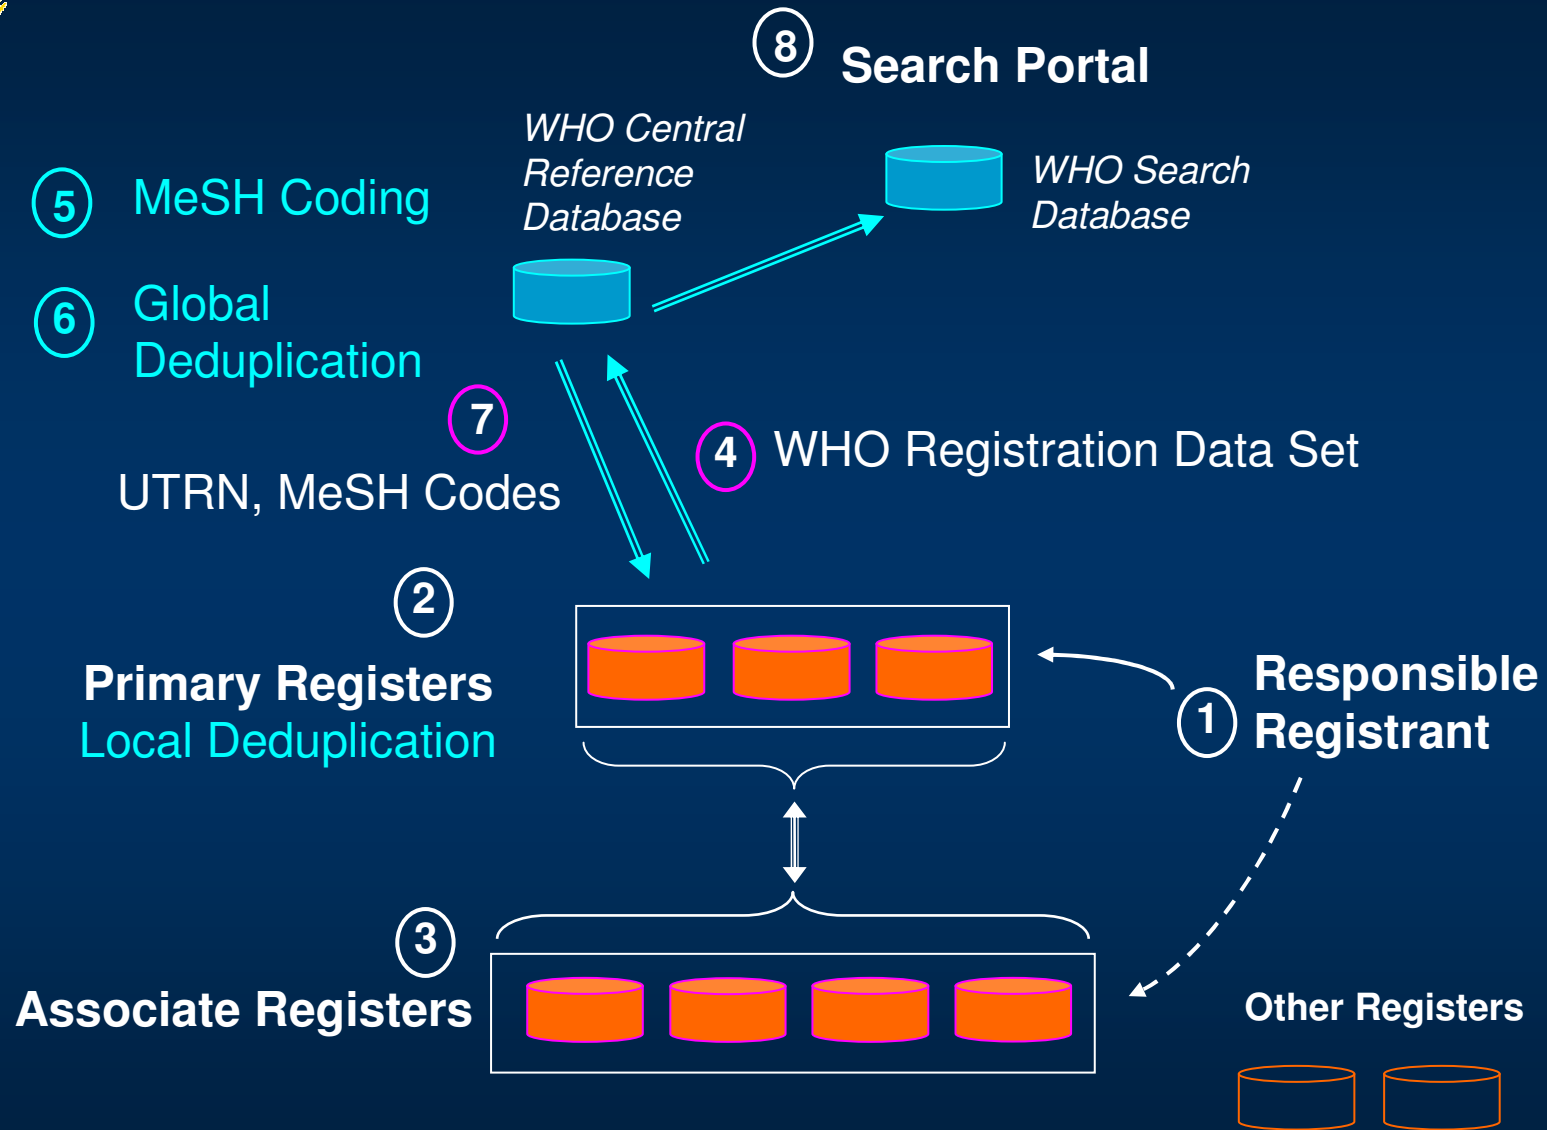 8
Search Portal
WHO Central
Reference
Database
WHO Search
Database
5
MeSH Coding
6
Global
Deduplication
7
UTRN, MeSH Codes
4
WHO Registration Data Set
2
Primary Registers
Local Deduplication
1
Responsible
Registrant
3
Associate Registers
Other Registers